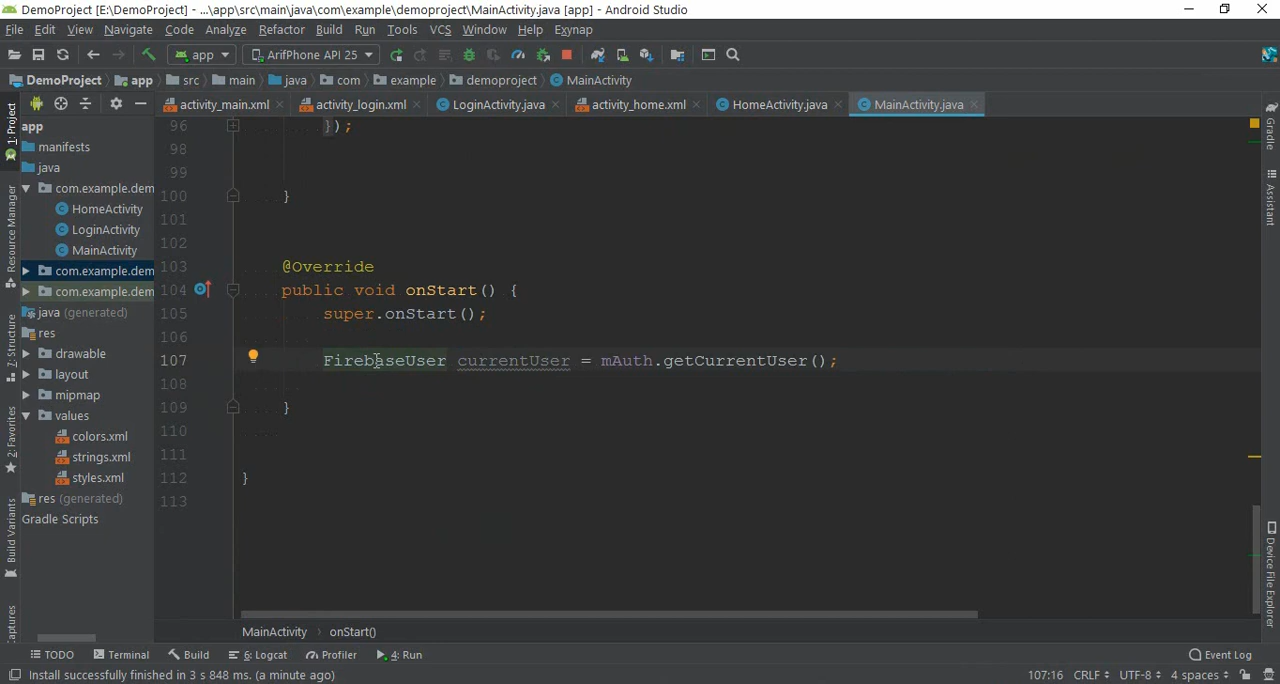 DemoProject [E:\DemoProject] - ...\app\src\main\java\com\example\demoproject\MainActivity.java [app] - Android Studio
File Edit View Navigate Code Analyze Refactor Build Run Tools VCS Window Help Exynap
app ArifPhone API 25
DemoProject app src main java com example demoproject MainActivity
activity_main.xml activity_login.xml LoginActivity.java activity_home.xml HomeActivity.java MainActivity.java
1: Project
Resource Manager
Z: Structure
2: Favorites
Build Variants
aptures
app
manifests
java
com.example.dem
HomeActivity
LoginActivity
MainActivity
com.example.dem
com.example.dem
java (generated)
res
drawable
layout
mipmap
values
colors.xml
strings.xml
styles.xml
res (generated)
Gradle Scripts
96 });
98
99
100 }
101
102
103 @Override
104 public void onStart() {
105 super.onStart();
106
107 FirebaseUser currentUser = mAuth.getCurrentUser();
108
109 }
110
111
112 }
113
Gradle
Assistant
Device File Explorer
MainActivity › onStart()
TODO Terminal Build 6: Logcat Profiler 4: Run Event Log
Install successfully finished in 3 s 848 ms. (a minute ago) 107:16 CRLF UTF-8 4 spaces